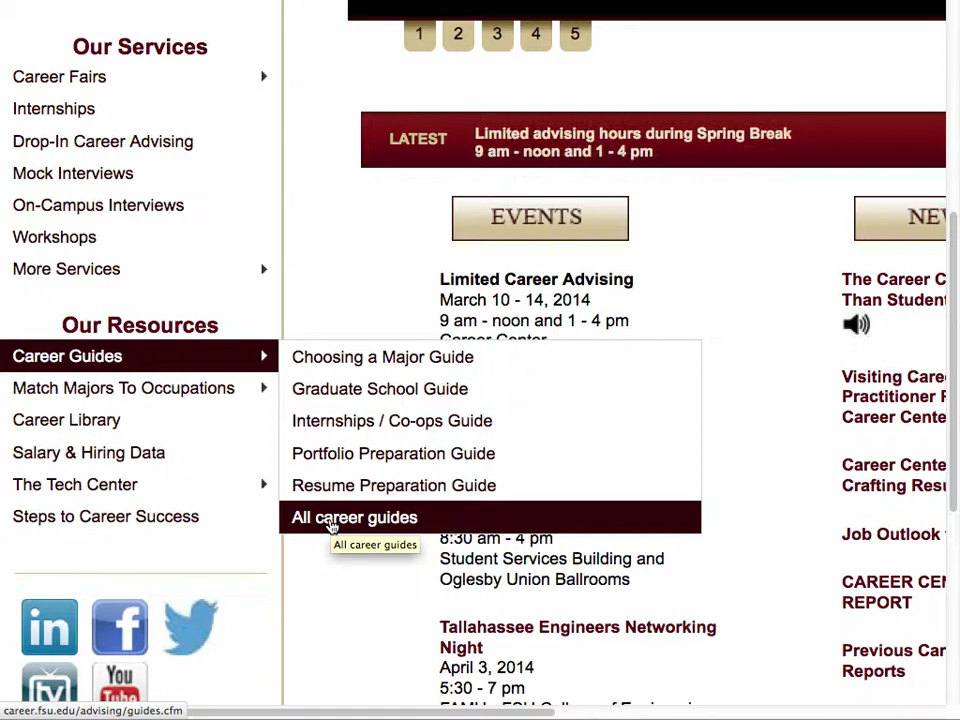 Our Services
Career Fairs
Internships
Drop-In Career Advising
Mock Interviews
On-Campus Interviews
Workshops
More Services
Our Resources
Career Guides
Match Majors To Occupations
Career Library
Salary & Hiring Data
The Tech Center
Steps to Career Success
in
f
tv
You
Tube
career.fsu.edu/advising/guides.cfm
Choosing a Major Guide
Graduate School Guide
Internships / Co-ops Guide
Portfolio Preparation Guide
Resume Preparation Guide
All career guides
All career guides
1 2 3 4 5
LATEST
Limited advising hours during Spring Break
9 am - noon and 1 - 4 pm
EVENTS
Limited Career Advising
March 10 - 14, 2014
9 am - noon and 1 - 4 pm
8:30 am - 4 pm
Student Services Building and
Oglesby Union Ballrooms
Tallahassee Engineers Networking
Night
April 3, 2014
5:30 - 7 pm
The Career C
Than Student
Visiting Care
Practitioner
Career Cente
Career Center
Crafting Resu
Job Outlook
CAREER CEN
REPORT
Previous Car
Reports